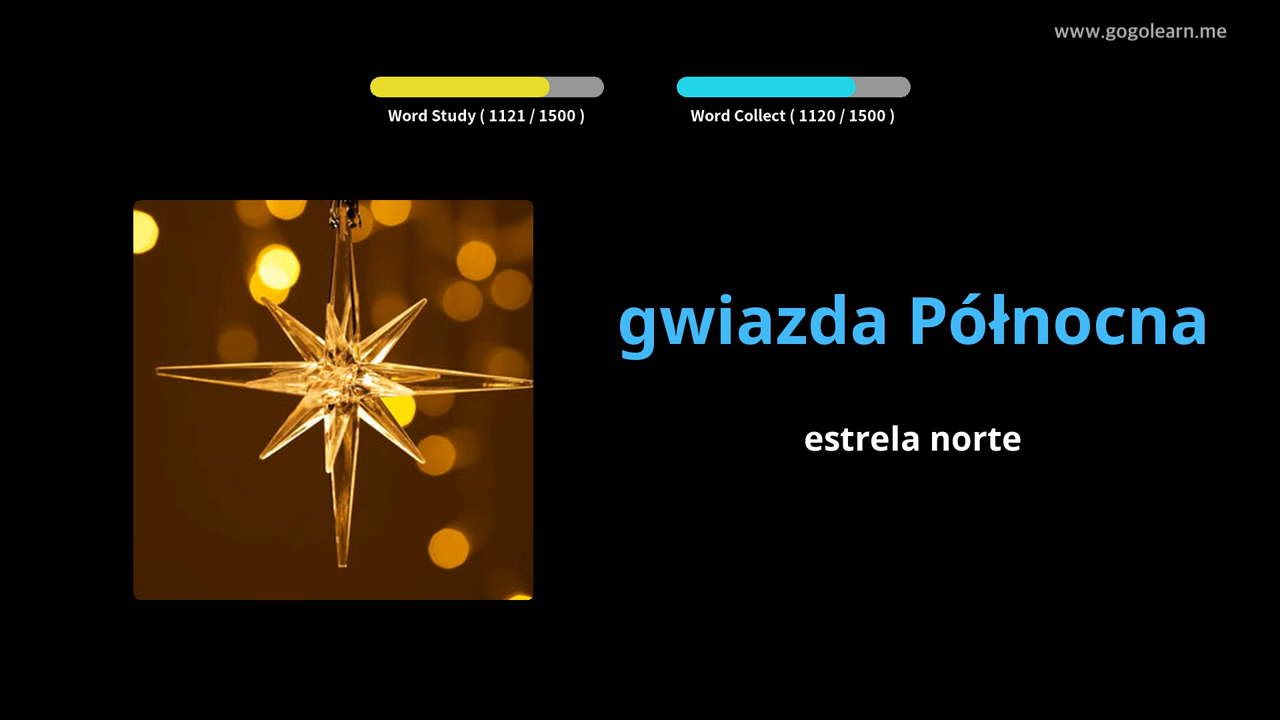 www.gogolearn.me
Word Study ( 1121 / 1500 )
Word Collect ( 1120 / 1500 )
gwiazda Północna
estrela norte